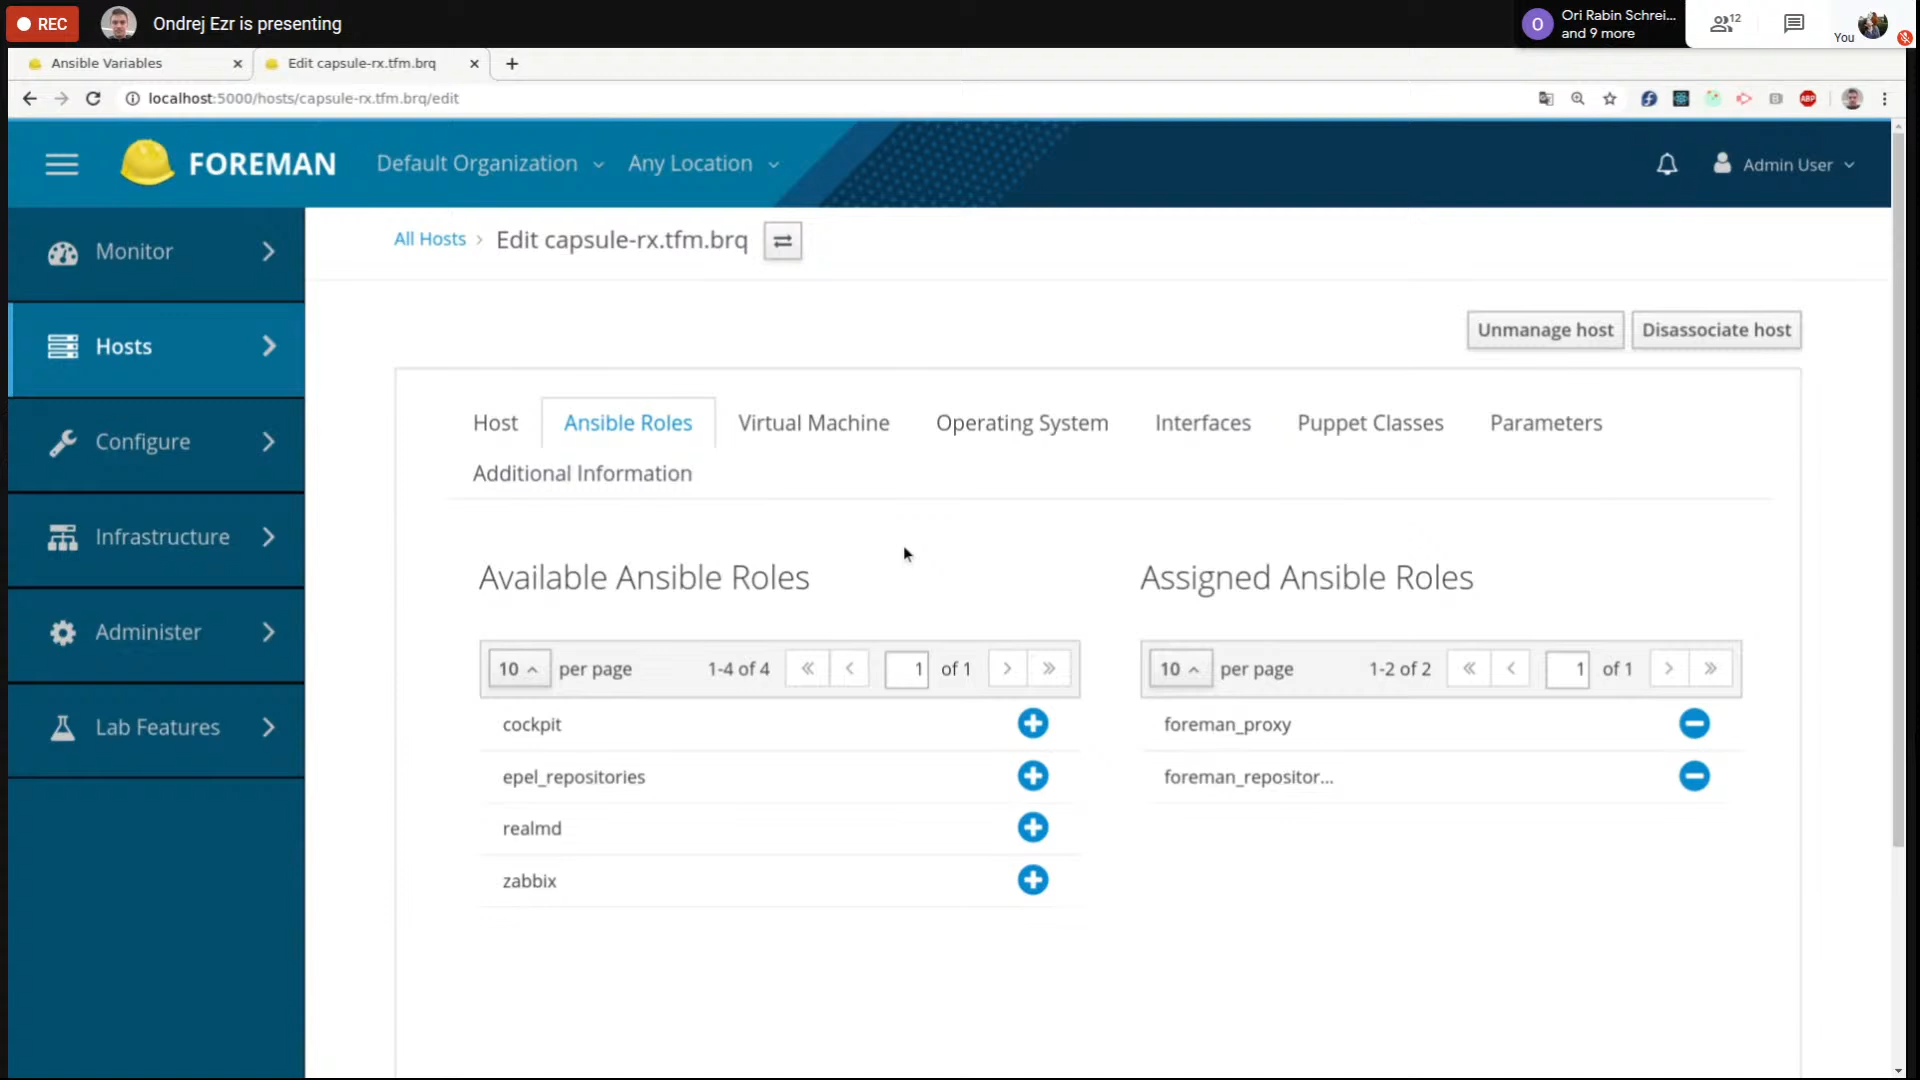 REC
Ondrej Ezr is presenting
O
Ori Rabin Schrei...
and 9 more
12
You
Ansible Variables
Edit capsule-rx.tfm.brq
localhost:5000/hosts/capsule-rx.tfm.brq/edit
ABP
FOREMAN
Default Organization
Any Location
Admin User
Monitor
Hosts
Configure
Infrastructure
Administer
Lab Features
All Hosts
Edit capsule-rx.tfm.brq
Unmanage host
Disassociate host
Host
Ansible Roles
Virtual Machine
Operating System
Interfaces
Puppet Classes
Parameters
Additional Information
Available Ansible Roles
10 per page
1-4 of 4
1 of 1
cockpit
epel_repositories
realmd
zabbix
Assigned Ansible Roles
10 per page
1-2 of 2
1 of 1
foreman_proxy
foreman_repositor...